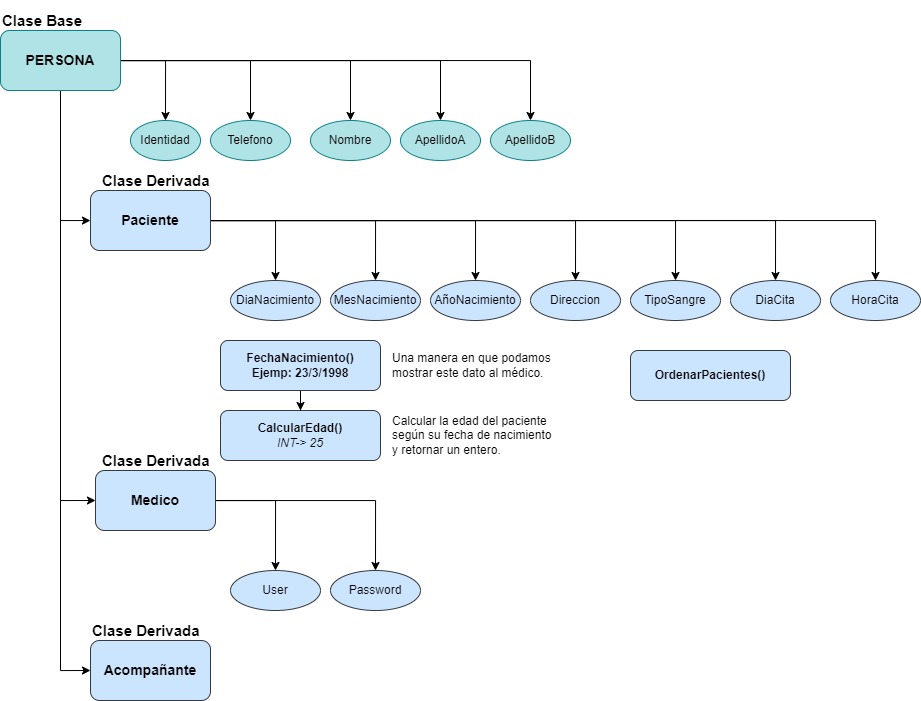 Clase Base
PERSONA
Identidad
Telefono
Nombre
ApellidoA
ApellidoB
Clase Derivada
Paciente
DiaNacimiento
MesNacimiento
AñoNacimiento
Direccion
TipoSangre
DiaCita
HoraCita
FechaNacimiento()
Ejemp: 23/3/1998
Una manera en que podamos
mostrar este dato al médico.
OrdenarPacientes()
CalcularEdad()
INT-> 25
Calcular la edad del paciente
según su fecha de nacimiento
y retornar un entero.
Clase Derivada
Medico
User
Password
Clase Derivada
Acompañante